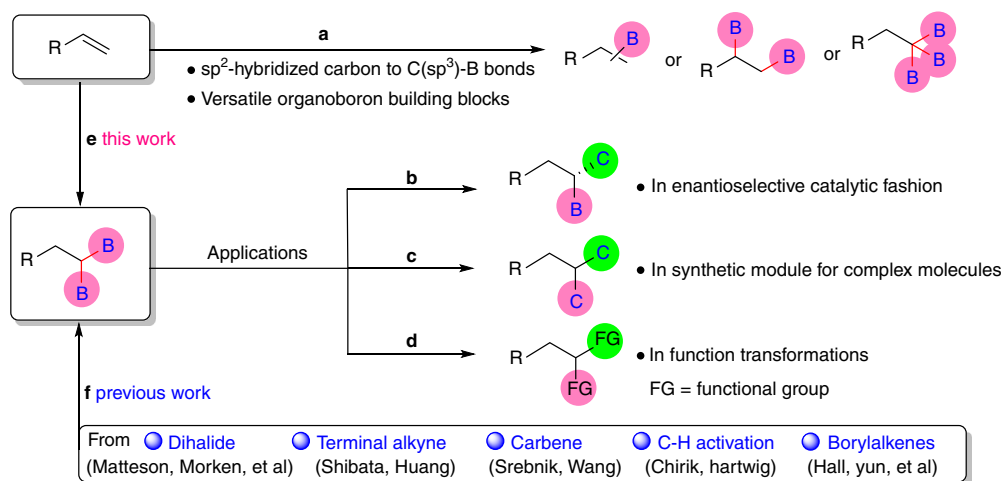 R
a
B
or
B
B
R
or
B
B
B
R
• sp²-hybridized carbon to C(sp³)-B bonds
• Versatile organoboron building blocks
e this work
b
R
C
B
• In enantioselective catalytic fashion
R
B
B
Applications
c
R
C
C
• In synthetic module for complex molecules
d
R
FG
FG
• In function transformations
FG = functional group
f previous work
From Dihalide Terminal alkyne Carbene C-H activation Borylalkenes
(Matteson, Morken, et al) (Shibata, Huang) (Srebnik, Wang) (Chirik, hartwig) (Hall, yun, et al)